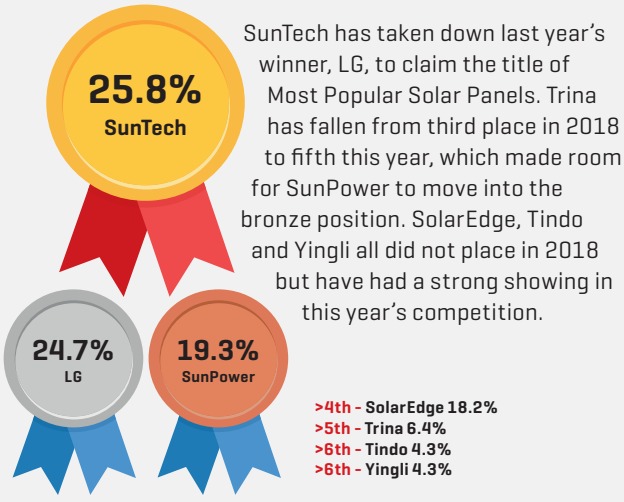 25.8%
SunTech
SunTech has taken down last year's
winner, LG, to claim the title of
Most Popular Solar Panels. Trina
has fallen from third place in 2018
to fifth this year, which made room
for SunPower to move into the
bronze position. SolarEdge, Tindo
and Yingli all did not place in 2018
but have had a strong showing in
this year's competition.
24.7%
LG
19.3%
SunPower
>4th - SolarEdge 18.2%
>5th - Trina 6.4%
>6th - Tindo 4.3%
>6th - Yingli 4.3%